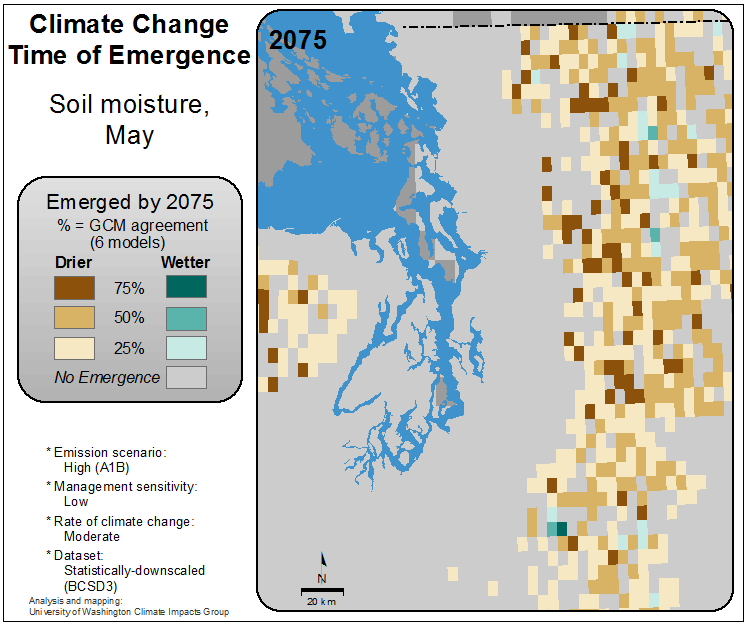 Climate Change
Time of Emergence
Soil moisture,
May
Emerged by 2075
% = GCM agreement
(6 models)
Drier Wetter
75%
50%
25%
No Emergence
* Emission scenario:
High (A1B)
* Management sensitivity:
Low
* Rate of climate change:
Moderate
* Dataset:
Statistically-downscaled
(BCSD3)
Analysis and mapping:
University of Washington Climate Impacts Group
2075
N
20 km